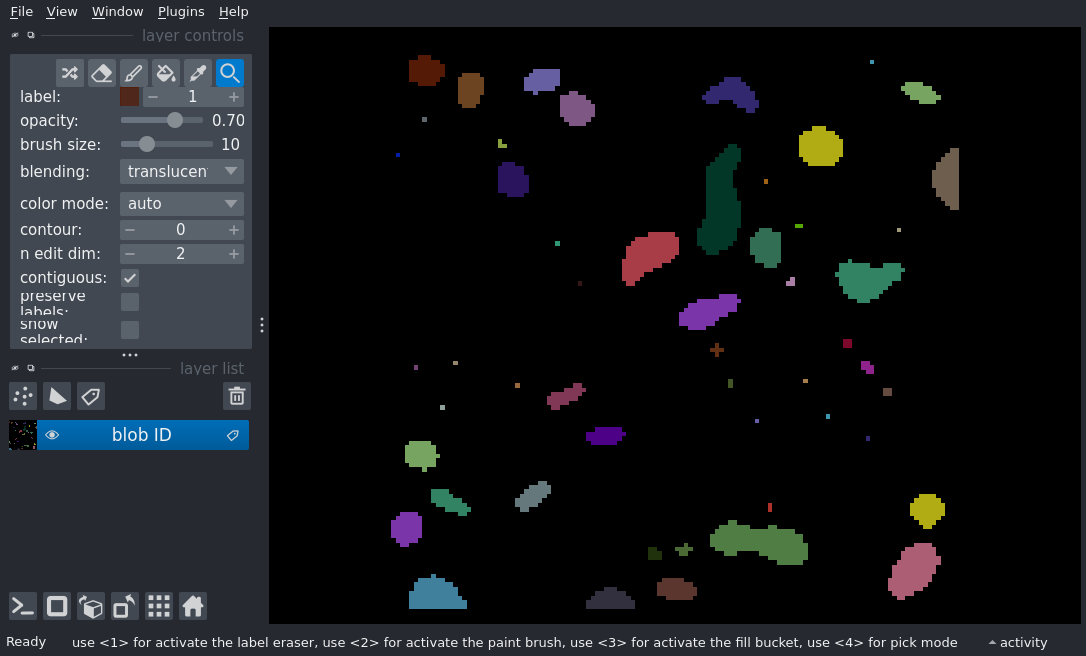 File View Window Plugins Help
layer controls
label: 1
opacity: 0.70
brush size: 10
blending: translucen
color mode: auto
contour: 0
n edit dim: 2
contiguous:
preserve
labels:
show
selected:
layer list
blob ID
Ready use <1> for activate the label eraser, use <2> for activate the paint brush, use <3> for activate the fill bucket, use <4> for pick mode activity